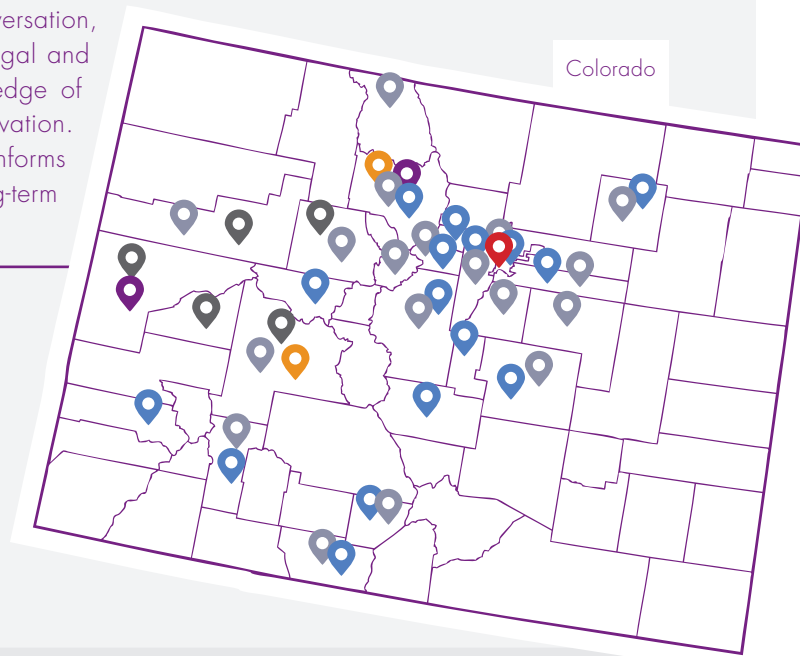 versation,
gal and
edge of
vation.
nforms
g-term
Colorado